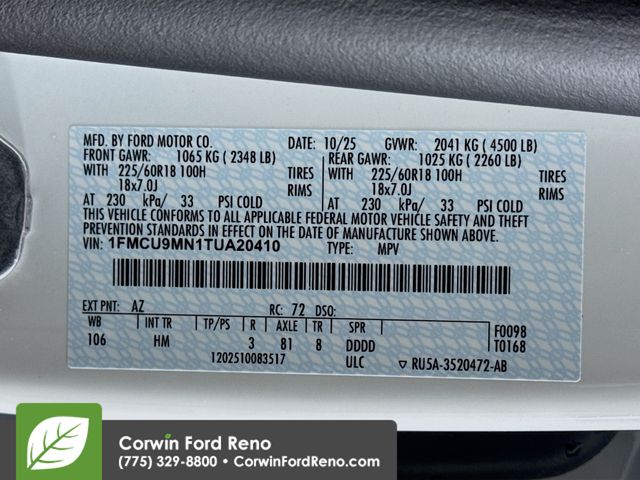 MFD. BY FORD MOTOR CO. DATE: 10/25 GVWR: 2041 KG ( 4500 LB)
FRONT GAWR: 1065 KG ( 2348 LB) REAR GAWR: 1025 KG ( 2260 LB)
WITH 225/60R18 100H TIRES WITH 225/60R18 100H TIRES
18x7.0J RIMS 18x7.0J RIMS
AT 230 kPa/ 33 PSI COLD AT 230 kPa/ 33 PSI COLD
THIS VEHICLE CONFORMS TO ALL APPLICABLE FEDERAL MOTOR VEHICLE SAFETY AND THEFT
PREVENTION STANDARDS IN EFFECT ON THE DATE OF MANUFACTURE SHOWN ABOVE.
VIN: 1FMCU9MN1TUA20410 TYPE: MPV
EXT PNT: AZ RC: 72 DSO:
WB INT TR TP/PS R AXLE TR SPR F0098
106 HM 3 81 8 DDDD T0168
1202510083517 ULC ▽ RU5A-3520472-AB
Corwin Ford Reno
(775) 329-8800 • CorwinFordReno.com